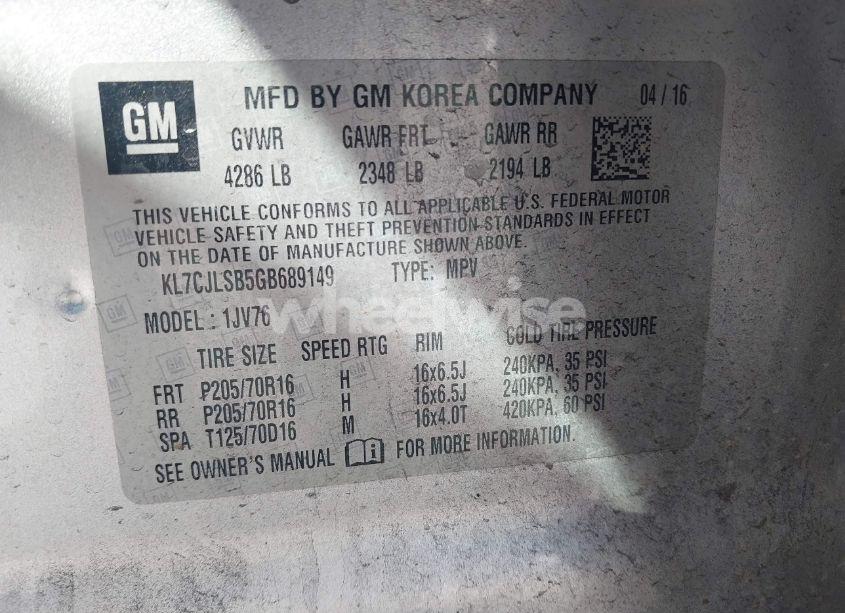 GM
MFD BY GM KOREA COMPANY 04 / 16
GVWR GAWR FRT GAWR RR
4286 LB 2348 LB 2194 LB
THIS VEHICLE CONFORMS TO ALL APPLICABLE U.S. FEDERAL MOTOR
VEHICLE SAFETY AND THEFT PREVENTION STANDARDS IN EFFECT
ON THE DATE OF MANUFACTURE SHOWN ABOVE.
KL7CJLSB5GB689149 TYPE: MPV
wheelwise
MODEL: 1JV76
TIRE SIZE SPEED RTG RIM COLD TIRE PRESSURE
FRT P205/70R16 H 16x6.5J 240KPA, 35 PSI
RR P205/70R16 H 16x6.5J 240KPA, 35 PSI
SPA T125/70D16 M 16x4.0T 420KPA, 60 PSI
SEE OWNER'S MANUAL FOR MORE INFORMATION.